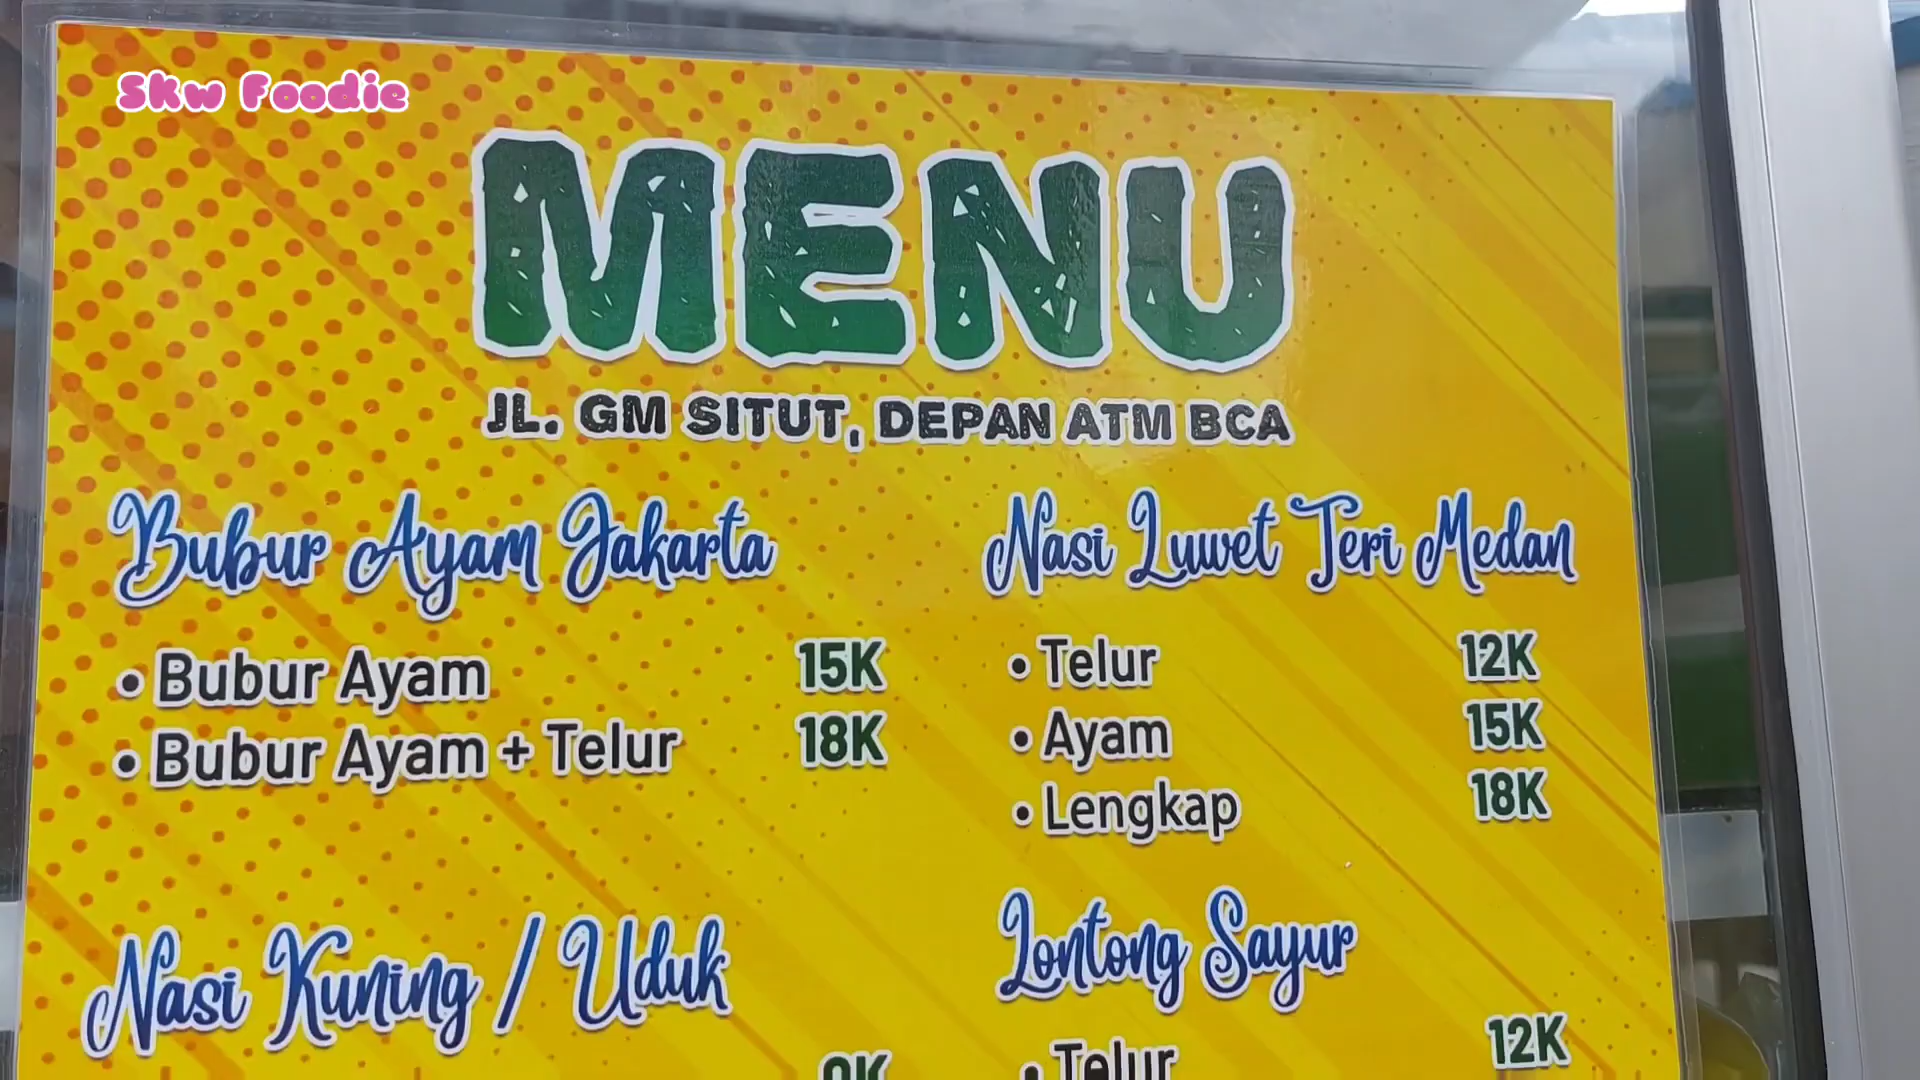 Skw Foodie
MENU
JL. GM SITUT, DEPAN ATM BCA
Bubur Ayam Jakarta
• Bubur Ayam 15K
• Bubur Ayam + Telur 18K
Nasi Luwet Teri Medan
• Telur 12K
• Ayam 15K
• Lengkap 18K
Nasi Kuning / Uduk
Lontong Sayur
• Telur 12K